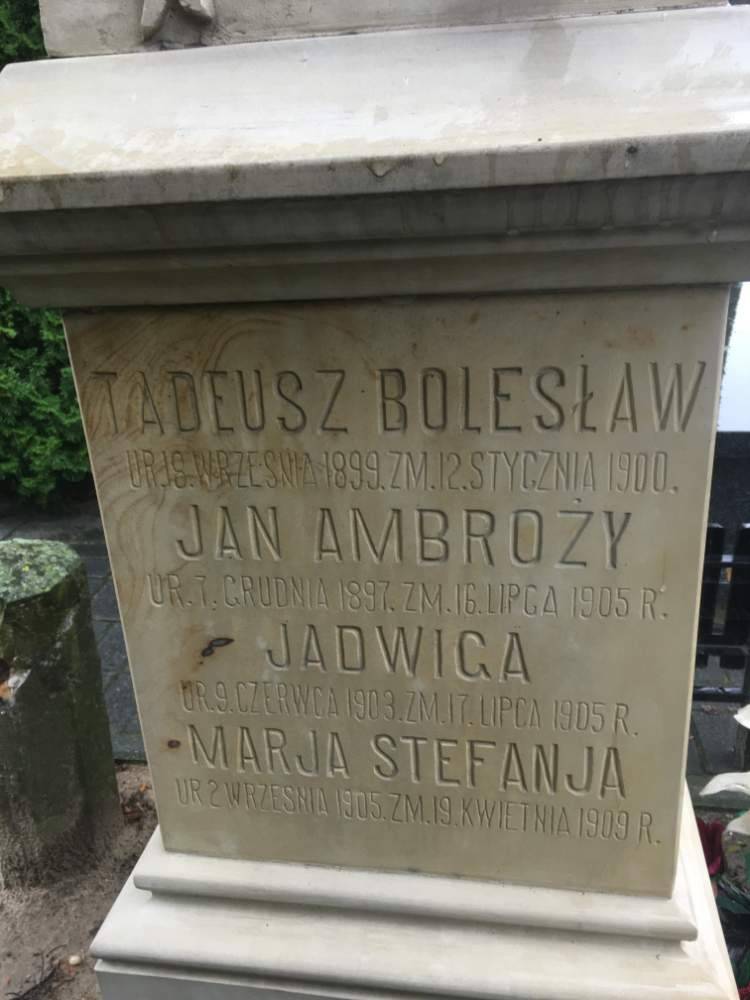 TADEUSZ BOLESŁAW
UR.18.WRZEŚNIA 1899.ZM.12.STYCZNIA 1900.
JAN AMBROŻY
UR.7.GRUDNIA 1897.ZM.16.LIPCA 1905 R.
JADWIGA
UR.9.CZERWCA 1903.ZM.17.LIPCA 1905 R.
MARJA STEFANJA
UR 2 WRZEŚNIA 1905.ZM.19.KWIETNIA 1909 R.